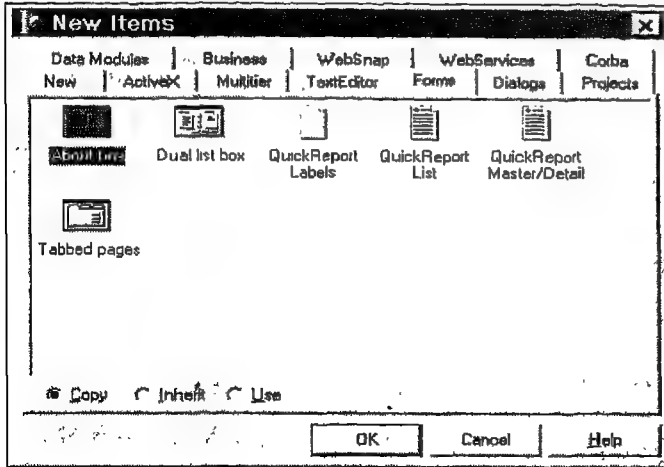 New Items
Data Modules Business WebSnap WebServices Corba
New ActiveX Multitier TextEditor Forms Dialogs Projects
About box Dual list box QuickReport Labels QuickReport List QuickReport Master/Detail
Tabbed pages
Copy Inherit Use
OK Cancel Help